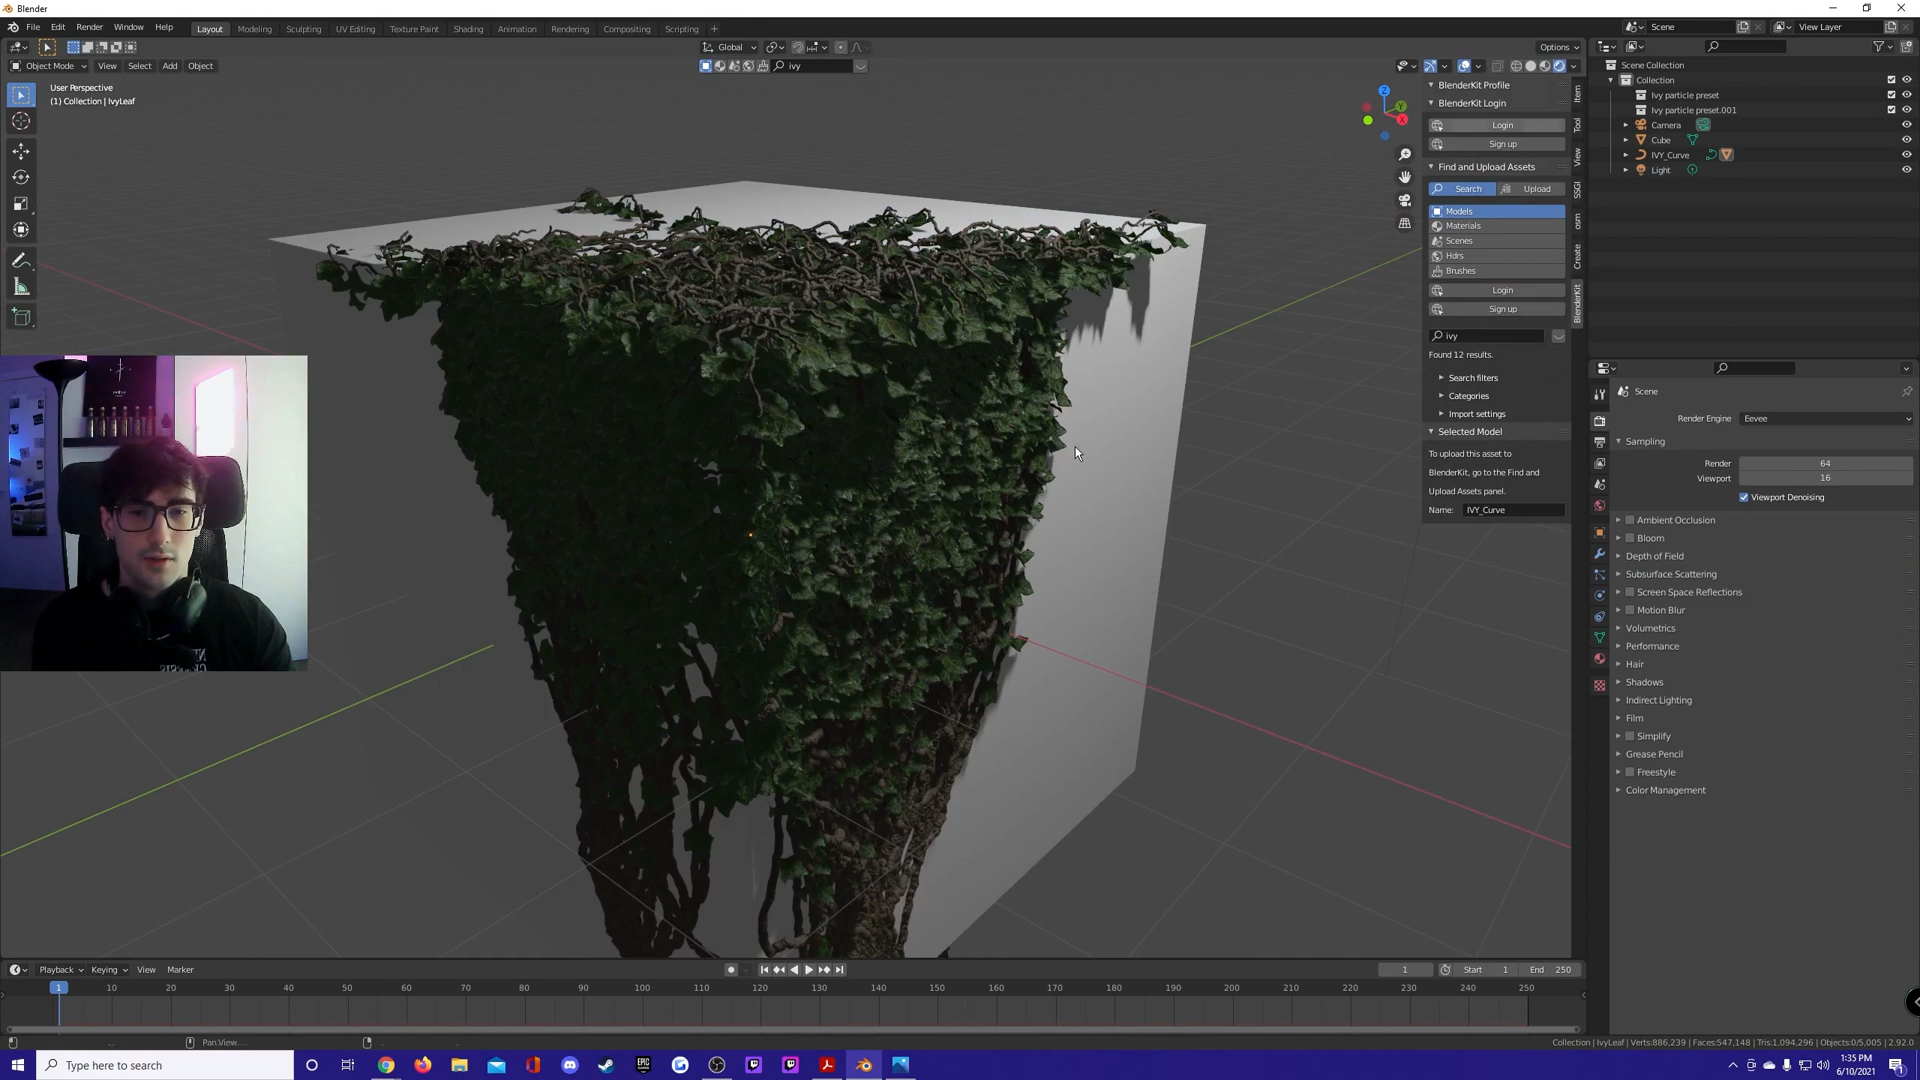 Blender
File Edit Render Window Help Layout Modeling Sculpting UV Editing Texture Paint Shading Animation Rendering Compositing Scripting +
Scene View Layer
Global Options
Object Mode View Select Add Object ivy
User Perspective
(1) Collection | IvyLeaf
Z
Y
X
BlenderKit Profile
BlenderKit Login
Login
Sign up
Find and Upload Assets
Search Upload
Models
Materials
Scenes
Hdrs
Brushes
Login
Sign up
ivy
Found 12 results.
Search filters
Categories
Import settings
Selected Model
To upload this asset to
BlenderKit, go to the Find and
Upload Assets panel.
Name: IVY_Curve
Item
Tool
View
SSGI
osm
Create
BlenderKit
Scene Collection
Collection
Ivy particle preset
Ivy particle preset.001
Camera
Cube
IVY_Curve
Light
Scene
Render Engine Eevee
Sampling
Render 64
Viewport 16
Viewport Denoising
Ambient Occlusion
Bloom
Depth of Field
Subsurface Scattering
Screen Space Reflections
Motion Blur
Volumetrics
Performance
Hair
Shadows
Indirect Lighting
Film
Simplify
Grease Pencil
Freestyle
Color Management
Playback Keying View Marker 1 Start 1 End 250
1 10 20 30 40 50 60 70 80 90 100 110 120 130 140 150 160 170 180 190 200 210 220 230 240 250
Pan View...
Collection | IvyLeaf | Verts:886,239 | Faces:547,148 | Tris:1,094,296 | Objects:0/5,005 | 2.92.0
Type here to search
EPIC
GAMES
1:35 PM
6/10/2021